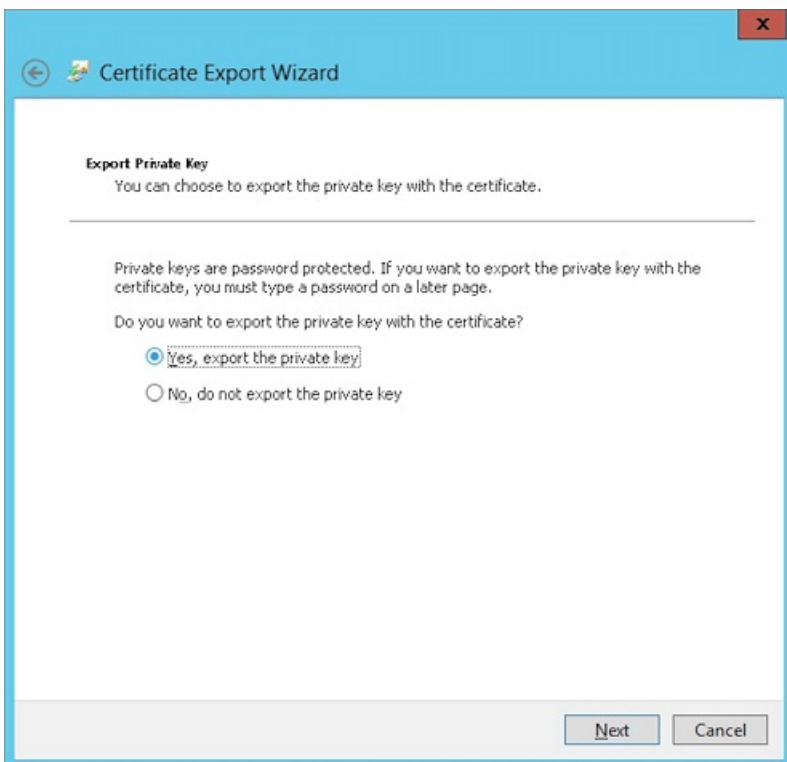 x
Certificate Export Wizard
Export Private Key
You can choose to export the private key with the certificate.
Private keys are password protected. If you want to export the private key with the
certificate, you must type a password on a later page.
Do you want to export the private key with the certificate?
Yes, export the private key
No, do not export the private key
Next
Cancel